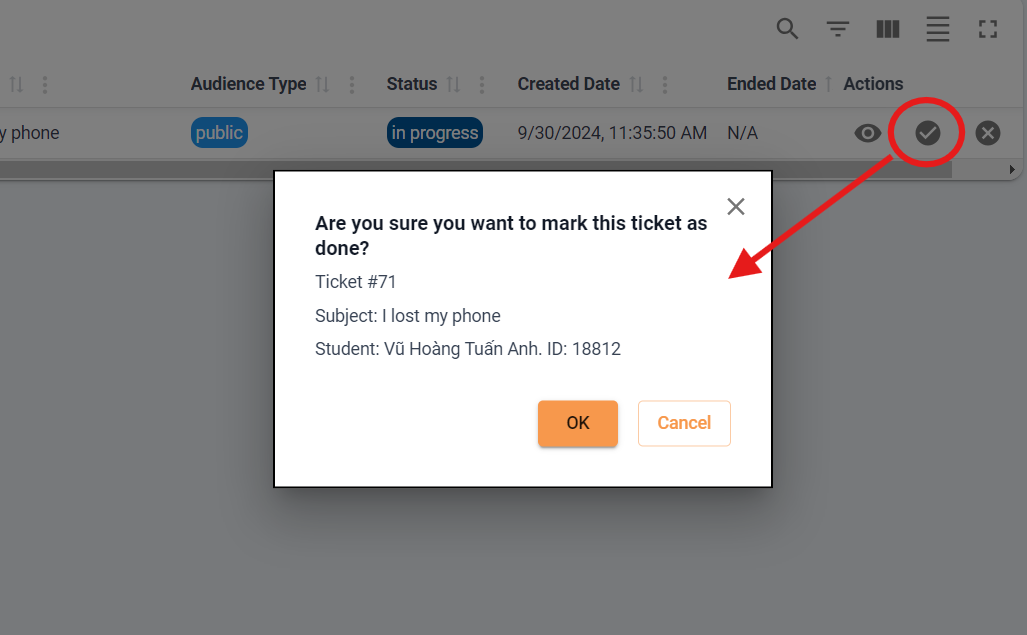 Audience Type Status Created Date Ended Date Actions
y phone public in progress 9/30/2024, 11:35:50 AM N/A
Are you sure you want to mark this ticket as
done?
Ticket #71
Subject: I lost my phone
Student: Vũ Hoàng Tuấn Anh. ID: 18812
OK Cancel